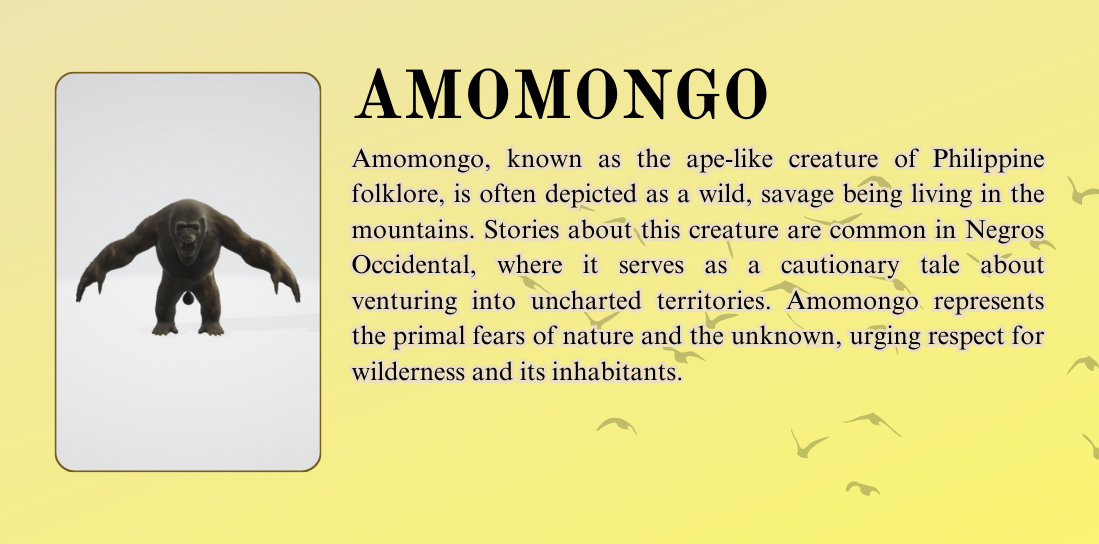 AMOMONGO
Amomongo, known as the ape-like creature of Philippine
folklore, is often depicted as a wild, savage being living in the
mountains. Stories about this creature are common in Negros
Occidental, where it serves as a cautionary tale about
venturing into uncharted territories. Amomongo represents
the primal fears of nature and the unknown, urging respect for
wilderness and its inhabitants.